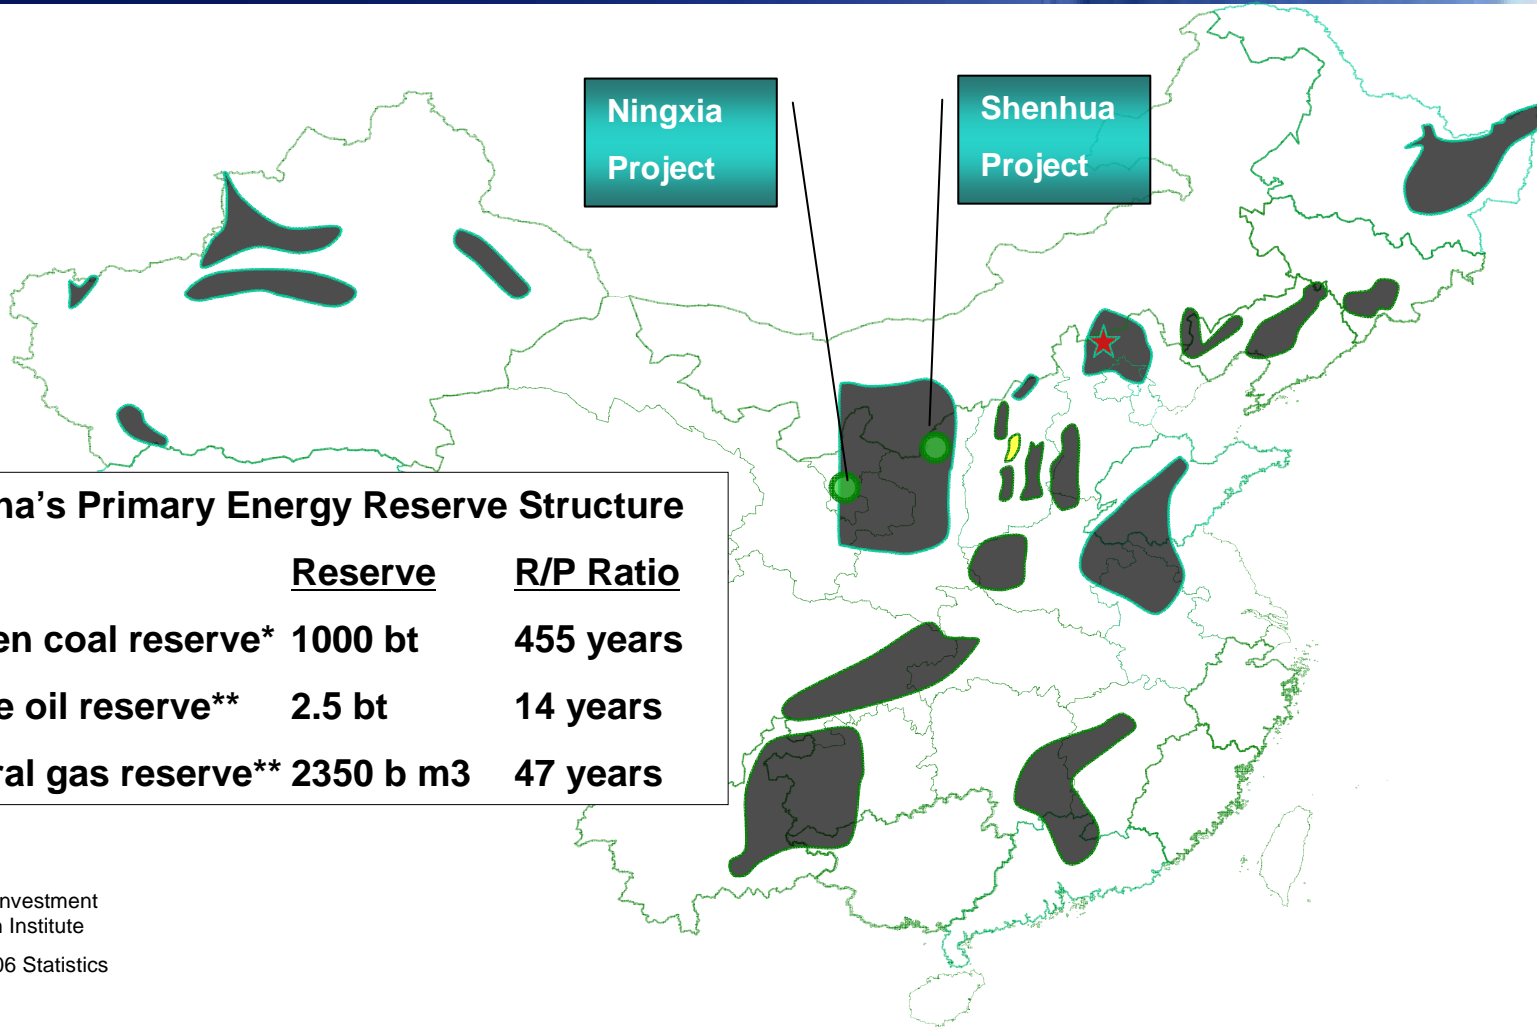 Ningxia
Project
Shenhua
Project
na's Primary Energy Reserve Structure
Reserve R/P Ratio
en coal reserve* 1000 bt 455 years
e oil reserve** 2.5 bt 14 years
ral gas reserve** 2350 b m3 47 years
nvestment
n Institute
06 Statistics